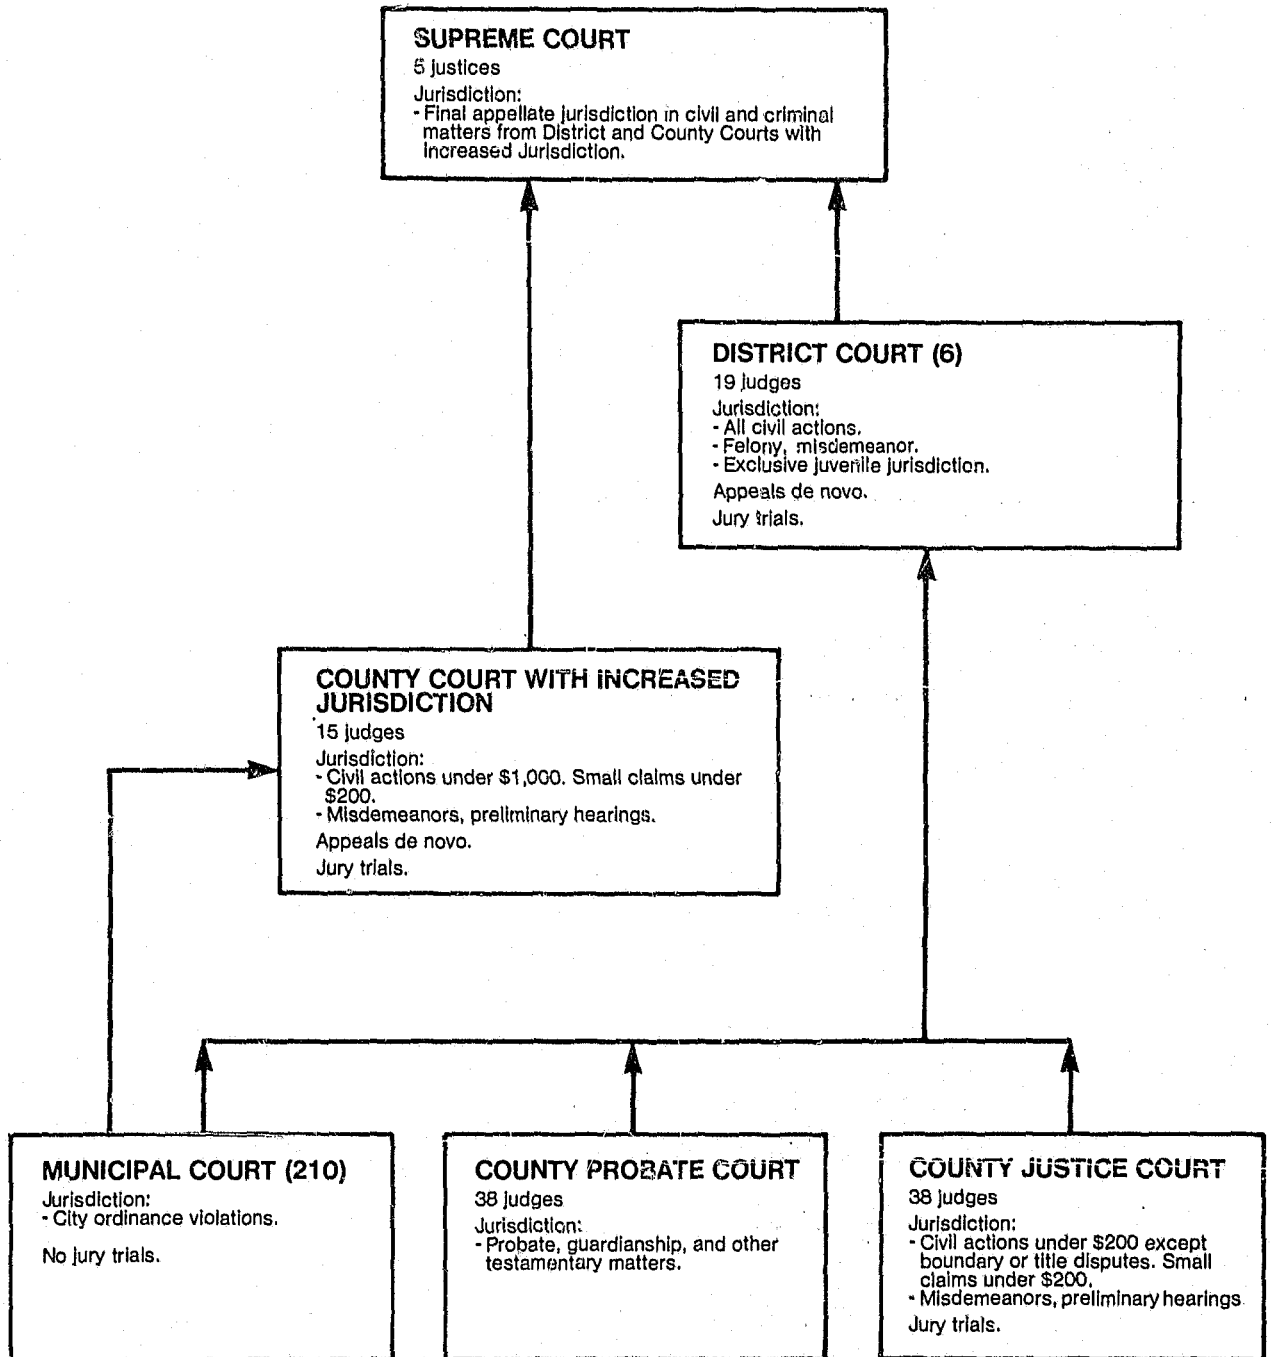 SUPREME COURT
5 justices
Jurisdiction:
- Final appellate jurisdiction in civil and criminal
matters from District and County Courts with
Increased Jurisdiction.
DISTRICT COURT (6)
19 judges
Jurisdiction:
- All civil actions.
- Felony, misdemeanor.
- Exclusive juvenile jurisdiction.
Appeals de novo.
Jury trials.
COUNTY COURT WITH INCREASED
JURISDICTION
15 judges
Jurisdiction:
- Civil actions under $1,000. Small claims under
$200.
- Misdemeanors, preliminary hearings.
Appeals de novo.
Jury trials.
MUNICIPAL COURT (210)
Jurisdiction:
- City ordinance violations.
No jury trials.
COUNTY PROBATE COURT
38 judges
Jurisdiction:
- Probate, guardianship, and other
testamentary matters.
COUNTY JUSTICE COURT
38 judges
Jurisdiction:
- Civil actions under $200 except
boundary or title disputes. Small
claims under $200.
- Misdemeanors, preliminary hearings
Jury trials.